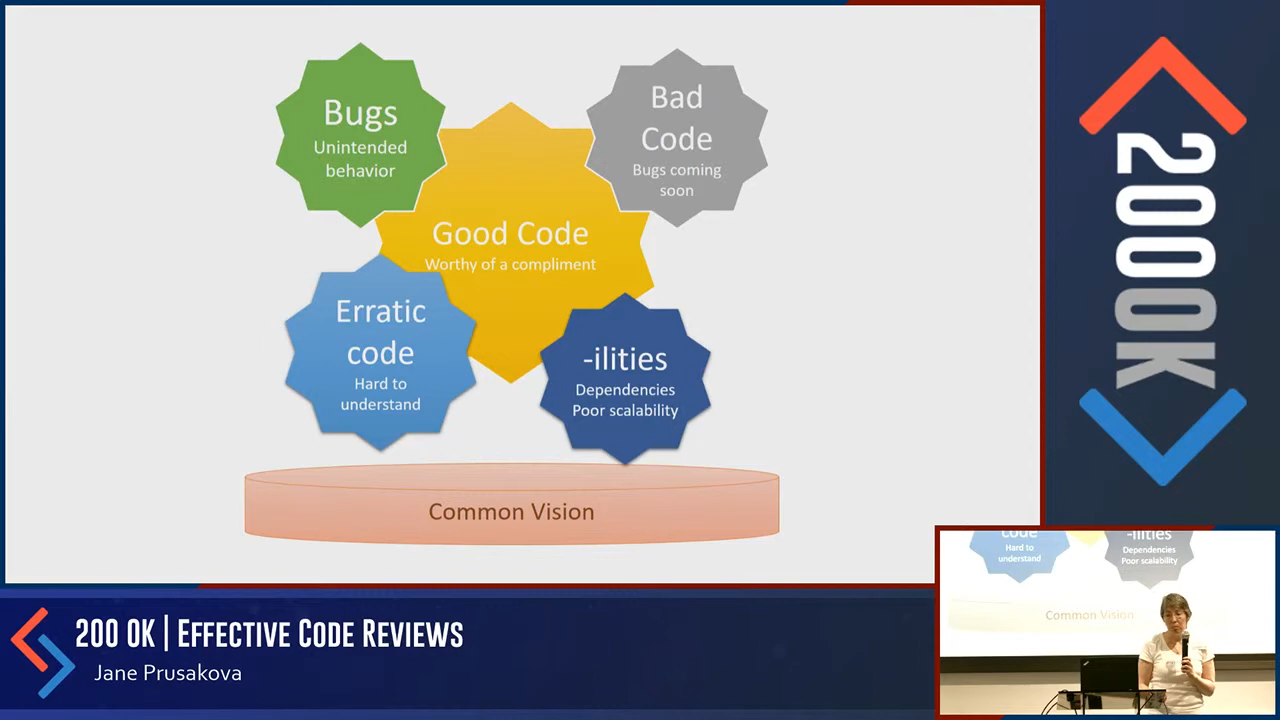 Bugs
Unintended
behavior
Bad
Code
Bugs coming
soon
Good Code
Worthy of a compliment
Erratic
code
Hard to
understand
-ilities
Dependencies
Poor scalability
Common Vision
200OK
code
Hard to
understand
-ilities
Dependencies
Poor scalability
Common Vision
200 OK | Effective Code Reviews
Jane Prusakova